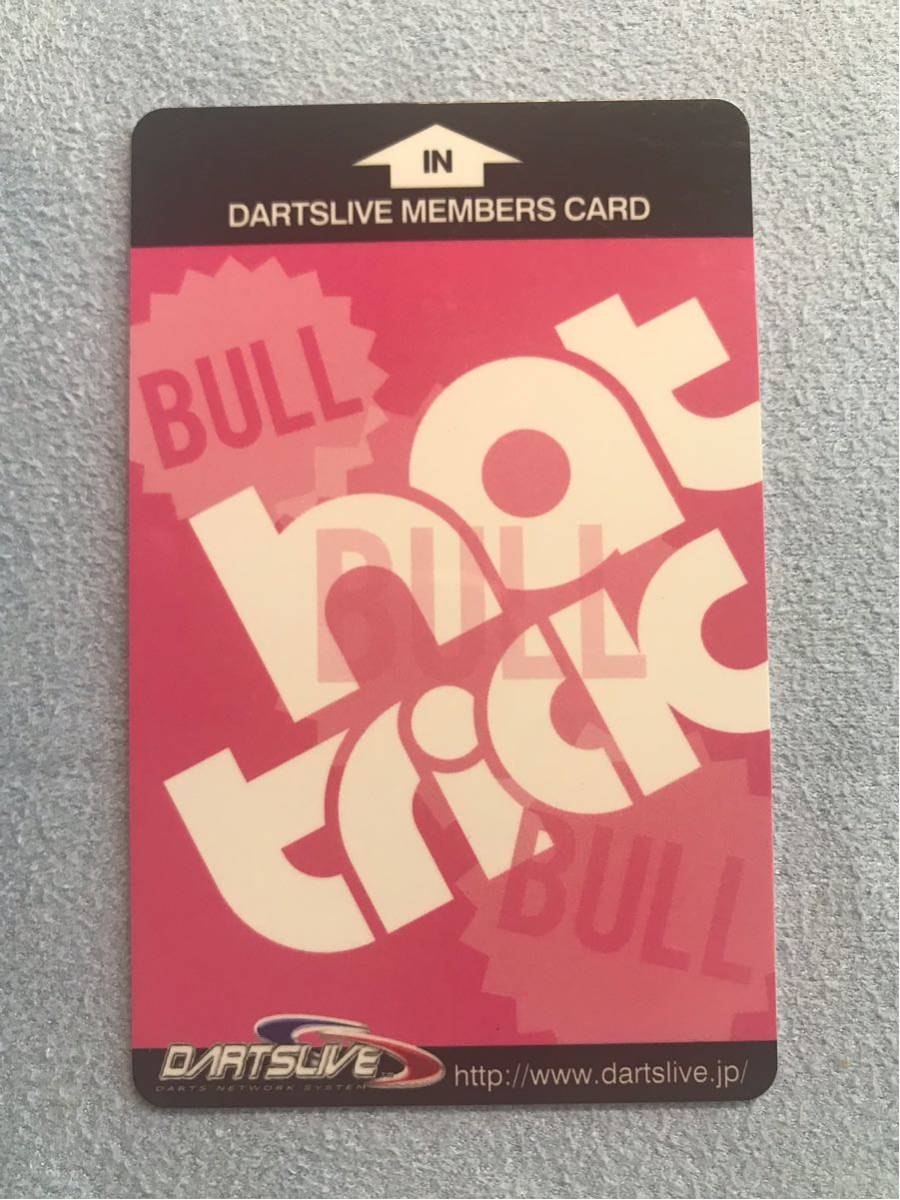 IN
DARTSLIVE MEMBERS CARD
BULL
hat
BULL
trick
BULL
DARTSLIVE
DARTS NETWORK SYSTEM
http://www.dartslive.jp/